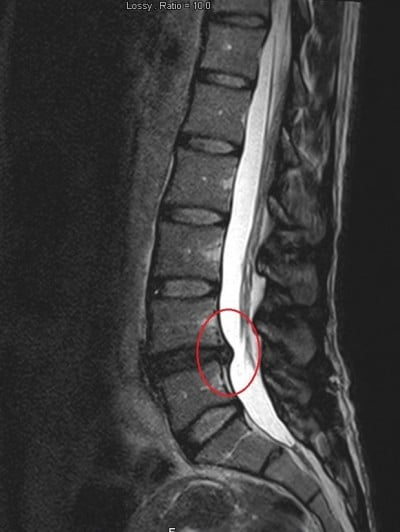 Lossy . Ratio = 10.0
F